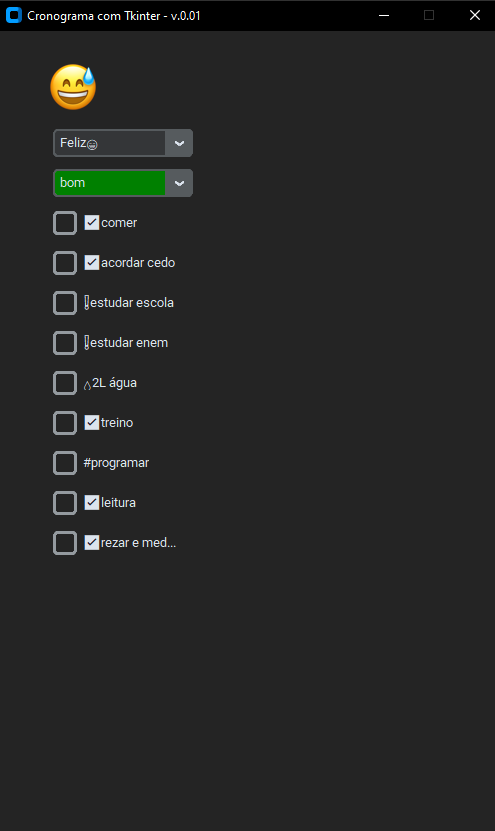 Cronograma com Tkinter - v.0.01
Feliz😄
bom
☑comer
☑acordar cedo
❗estudar escola
❗estudar enem
💧2L água
☑treino
#programar
☑leitura
☑rezar e med...